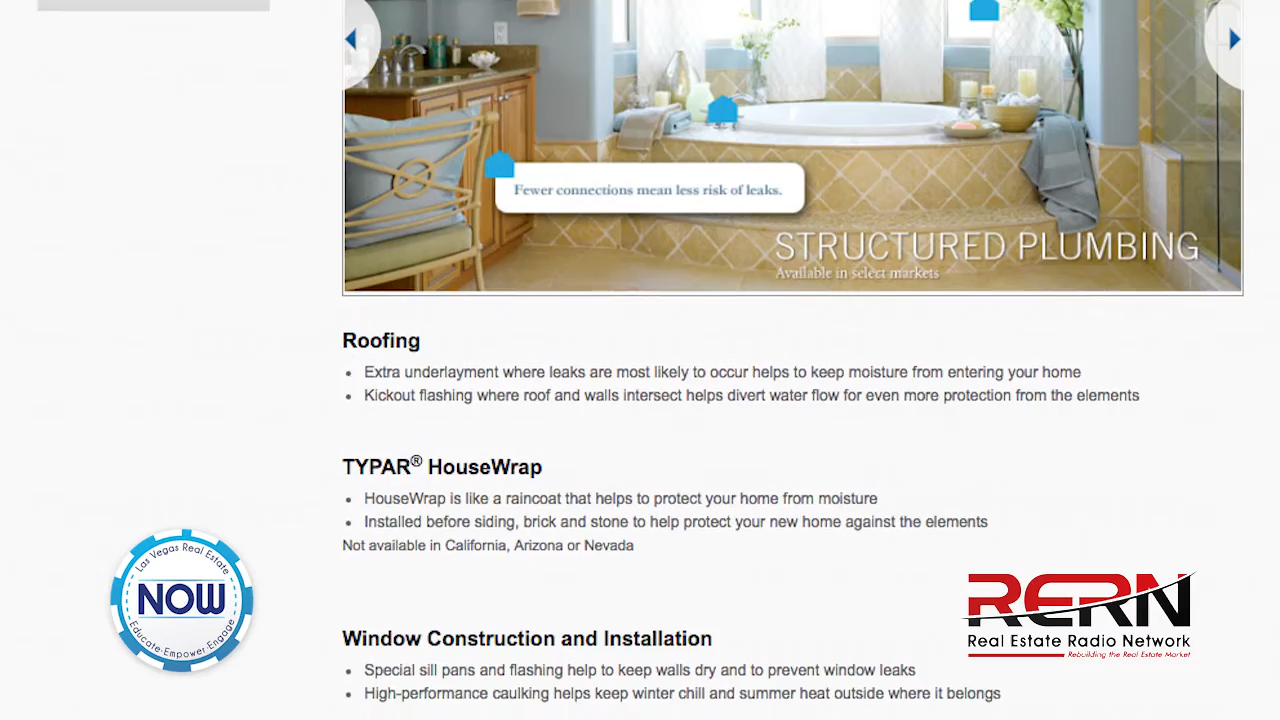 Fewer connections mean less risk of leaks.
STRUCTURED PLUMBING
Available in select markets
Roofing
• Extra underlayment where leaks are most likely to occur helps to keep moisture from entering your home
• Kickout flashing where roof and walls intersect helps divert water flow for even more protection from the elements
TYPAR® HouseWrap
• HouseWrap is like a raincoat that helps to protect your home from moisture
• Installed before siding, brick and stone to help protect your new home against the elements
Not available in California, Arizona or Nevada
Las Vegas Real Estate
NOW
Educate·Empower·Engage
RERN
Real Estate Radio Network
Rebuilding the Real Estate Market
Window Construction and Installation
• Special sill pans and flashing help to keep walls dry and to prevent window leaks
• High-performance caulking helps keep winter chill and summer heat outside where it belongs